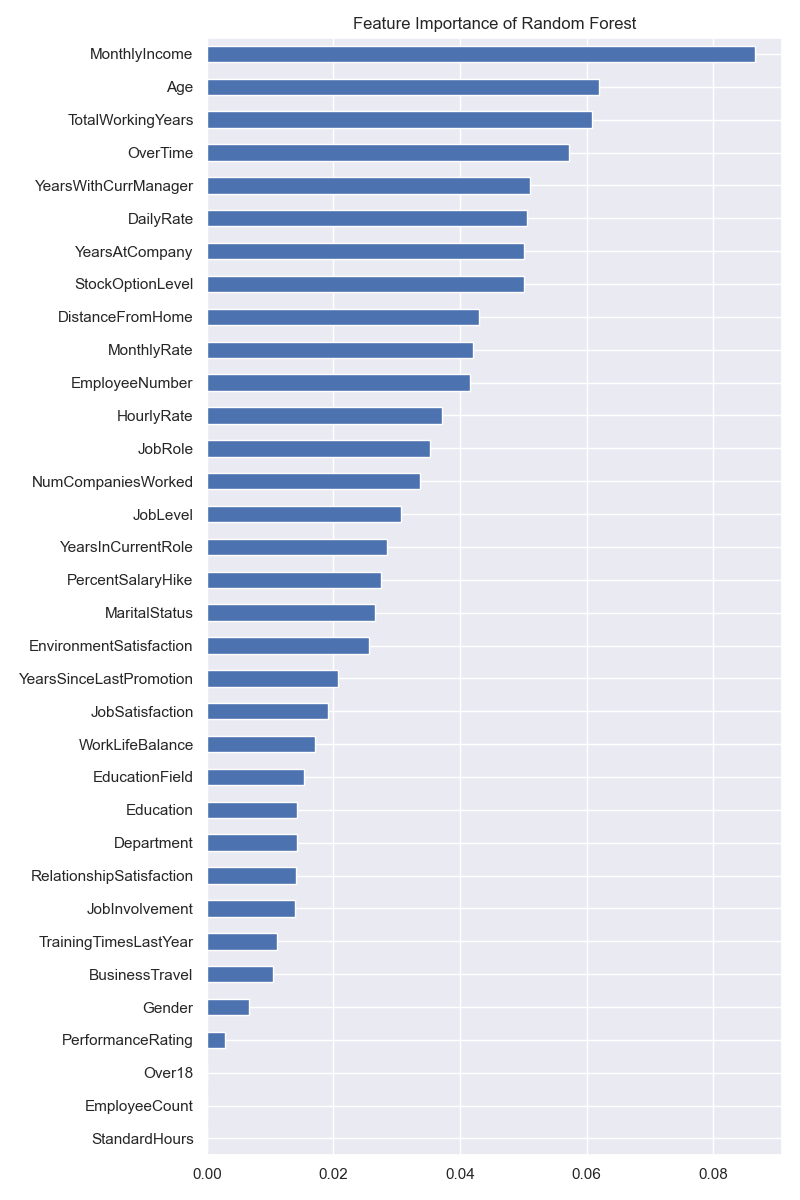 Feature Importance of Random Forest
MonthlyIncome
Age
TotalWorkingYears
OverTime
YearsWithCurrManager
DailyRate
YearsAtCompany
StockOptionLevel
DistanceFromHome
MonthlyRate
EmployeeNumber
HourlyRate
JobRole
NumCompaniesWorked
JobLevel
YearsInCurrentRole
PercentSalaryHike
MaritalStatus
EnvironmentSatisfaction
YearsSinceLastPromotion
JobSatisfaction
WorkLifeBalance
EducationField
Education
Department
RelationshipSatisfaction
JobInvolvement
TrainingTimesLastYear
BusinessTravel
Gender
PerformanceRating
Over18
EmployeeCount
StandardHours
0.00 0.02 0.04 0.06 0.08